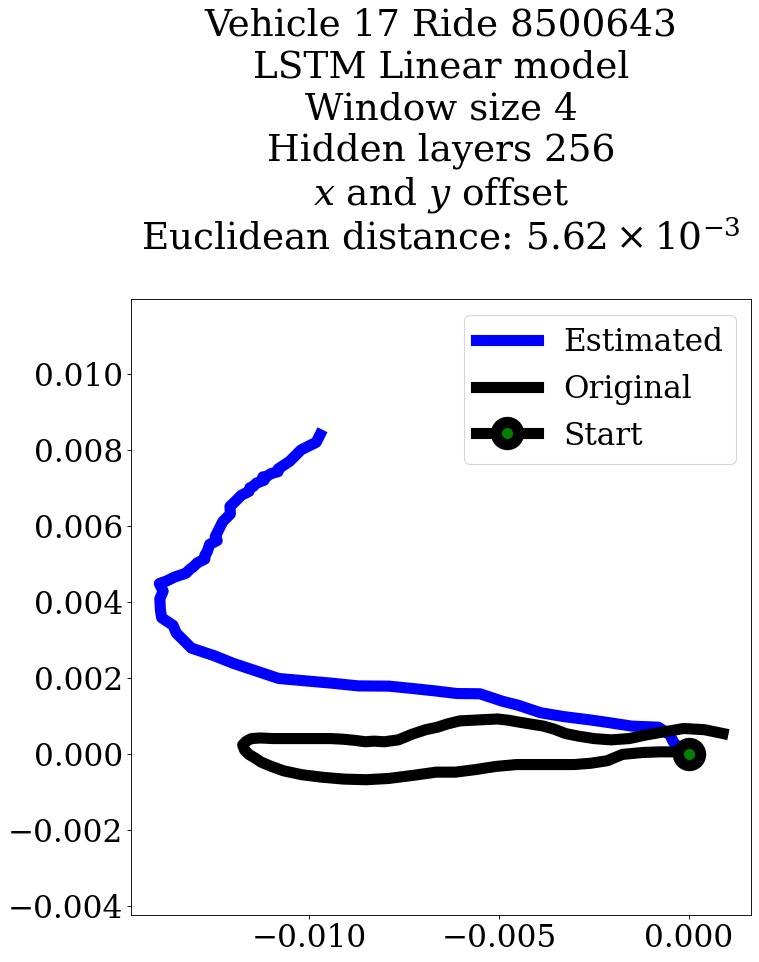 Vehicle 17 Ride 8500643
LSTM Linear model
Window size 4
Hidden layers 256
x and y offset
Euclidean distance: 5.62 × 10⁻³
Estimated
Original
Start
0.010
0.008
0.006
0.004
0.002
0.000
−0.002
−0.004
−0.010
−0.005
0.000